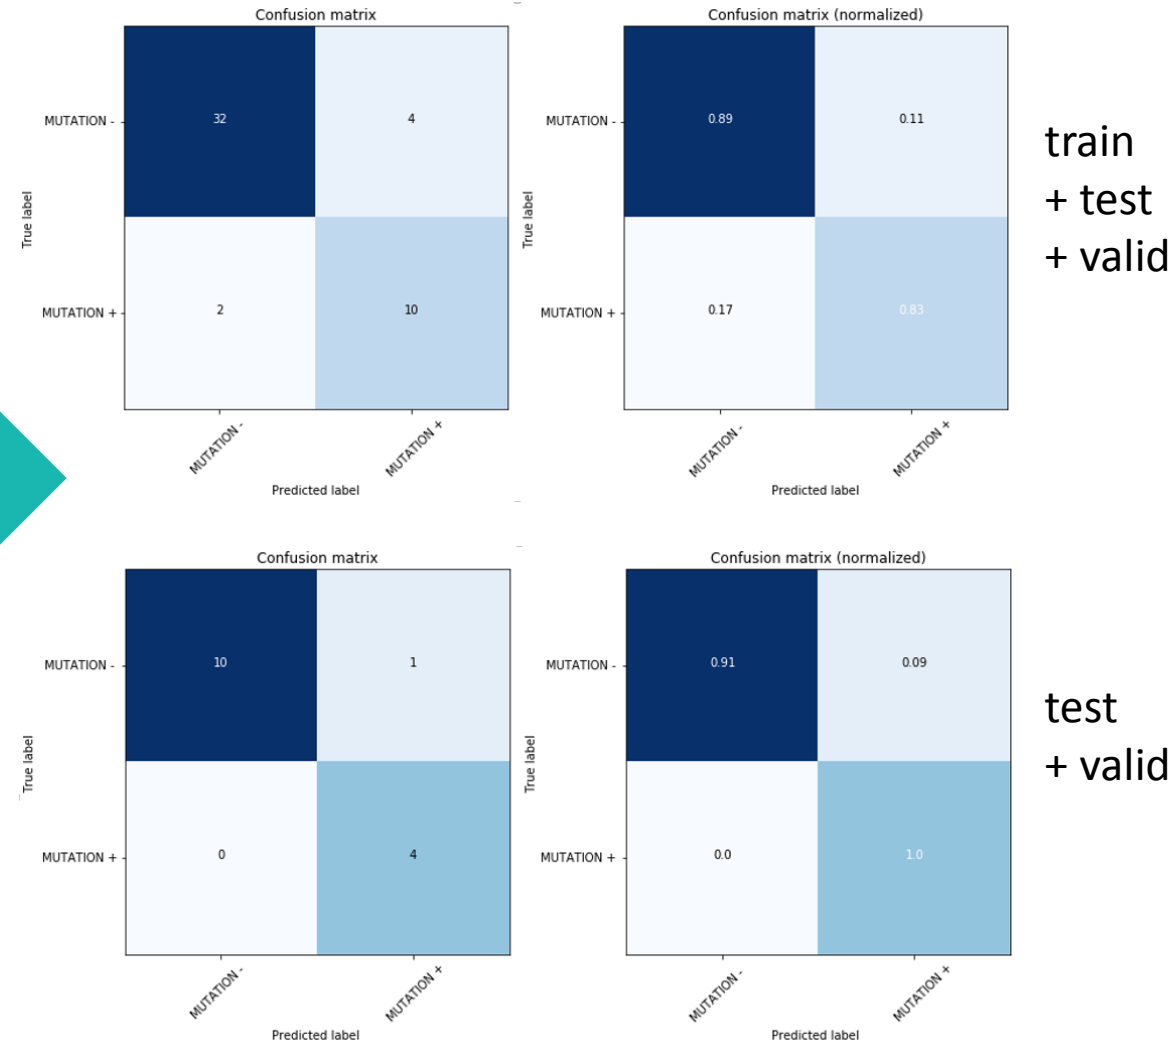 Confusion matrix
MUTATION -
32
4
MUTATION +
2
10
True label
MUTATION -
MUTATION +
Predicted label
Confusion matrix (normalized)
MUTATION -
0.89
0.11
MUTATION +
0.17
0.83
True label
MUTATION -
MUTATION +
Predicted label
train
+ test
+ valid
Confusion matrix
MUTATION -
10
1
MUTATION +
0
4
True label
MUTATION -
MUTATION +
Predicted label
Confusion matrix (normalized)
MUTATION -
0.91
0.09
MUTATION +
0.0
1.0
True label
MUTATION -
MUTATION +
Predicted label
test
+ valid